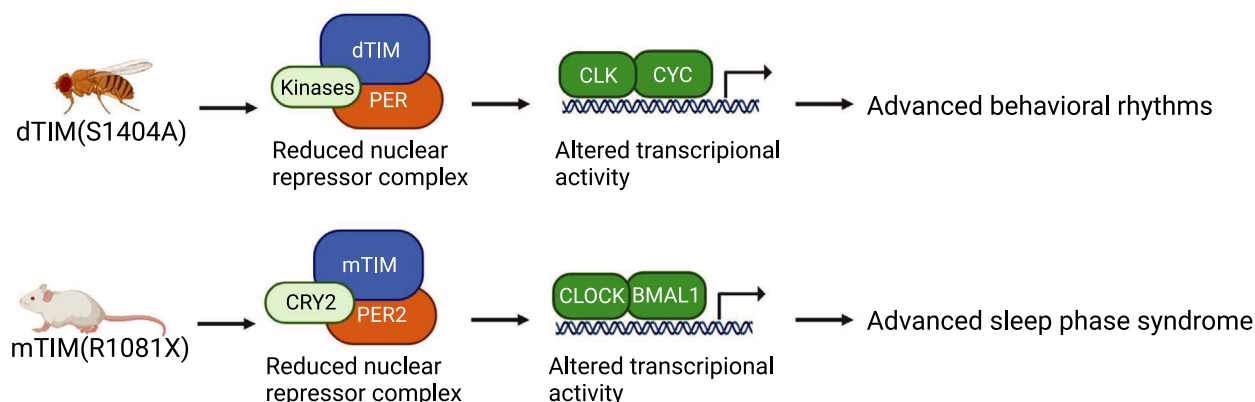 dTIM
Kinases
PER
CLK
CYC
dTIM(S1404A)
Advanced behavioral rhythms
Reduced nuclear
repressor complex
Altered transcripional
activity
mTIM
CRY2
PER2
CLOCK
BMAL1
mTIM(R1081X)
Advanced sleep phase syndrome
Reduced nuclear
repressor complex
Altered transcriptional
activity